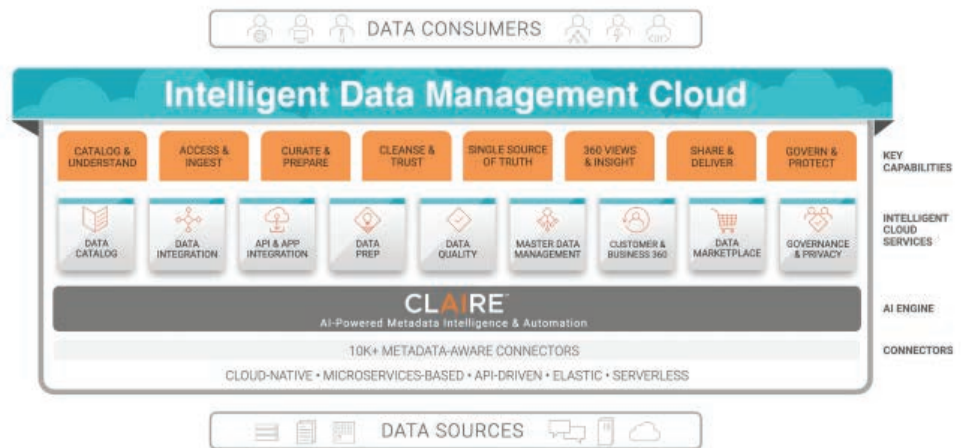 DATA CONSUMERS
Intelligent Data Management Cloud
CATALOG &
UNDERSTAND
ACCESS &
INGEST
CURATE &
PREPARE
CLEANSE &
TRUST
SINGLE SOURCE
OF TRUTH
360 VIEWS
& INSIGHT
SHARE &
DELIVER
GOVERN &
PROTECT
KEY
CAPABILITIES
DATA
CATALOG
DATA
INTEGRATION
API & APP
INTEGRATION
DATA
PREP
DATA
QUALITY
MASTER DATA
MANAGEMENT
CUSTOMER &
BUSINESS 360
DATA
MARKETPLACE
GOVERNANCE
& PRIVACY
INTELLIGENT
CLOUD
SERVICES
CLAIRE™
AI-Powered Metadata Intelligence & Automation
AI ENGINE
10K+ METADATA-AWARE CONNECTORS
CONNECTORS
CLOUD-NATIVE • MICROSERVICES-BASED • API-DRIVEN • ELASTIC • SERVERLESS
DATA SOURCES